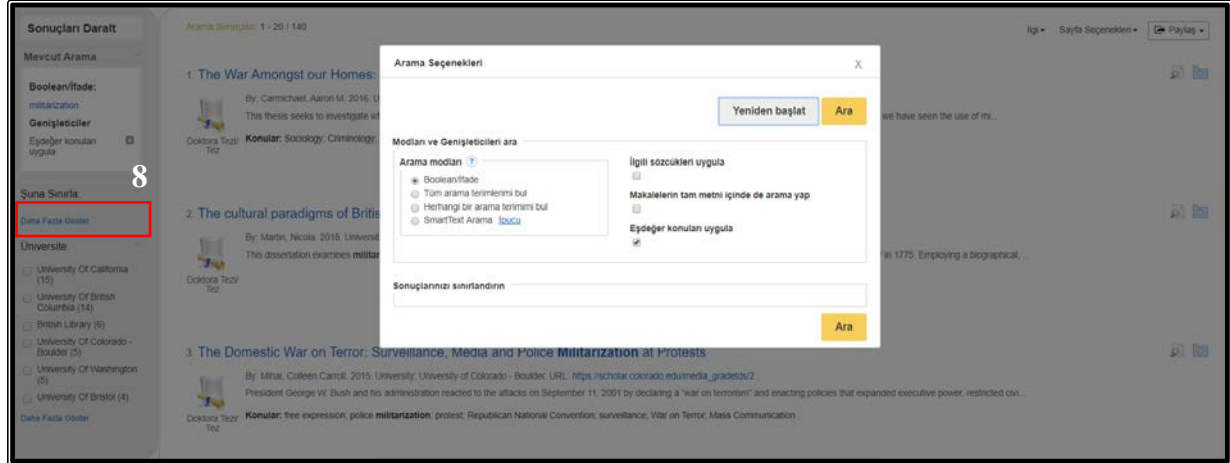 Sonuçları Daralt
Mevcut Arama
Boolean/İfade:
militarization
Genişleticiler
Eşdeğer konuları
uygula
8
Şuna Sınırla:
Daha Fazla Göster
Üniversite
University Of California
(15)
University Of British
Columbia (14)
British Library (6)
University Of Colorado -
Boulder (5)
University Of Washington
(5)
University Of Bristol (4)
Daha Fazla Göster
Arama Sonuçları: 1 - 20 / 140
İlgi
Sayfa Seçenekleri
Paylaş
1. The War Amongst our Homes:
By: Carmichael, Aaron M. 2016. U
This thesis seeks to investigate
we have seen the use of mi...
Doktora Tezi/
Tez
Konular: Sociology; Criminology;
2. The cultural paradigms of Britis
By: Martin, Nicola. 2018. Universit
This dissertation examines militar
in 1775. Employing a biographical, ...
Doktora Tezi/
Tez
3. The Domestic War on Terror: Surveillance, Media and Police Militarization at Protests
By: Mihal, Colleen Carroll. 2015. University: University of Colorado - Boulder. URL: https://scholar.colorado.edu/media_gradetds/2.
President George W. Bush and his administration reacted to the attacks on September 11, 2001 by declaring a "war on terrorism" and enacting policies that expanded executive power, restricted civi...
Doktora Tezi/
Tez
Konular: free expression; police militarization; protest; Republican National Convention; surveillance; War on Terror; Mass Communication
Arama Seçenekleri
X
Yeniden başlat
Ara
Modları ve Genişleticileri ara
Arama modları ?
Boolean/İfade
Tüm arama terimlerimi bul
Herhangi bir arama terimimi bul
SmartText Arama İpucu
İlgili sözcükleri uygula
Makalelerin tam metni içinde de arama yap
Eşdeğer konuları uygula
Sonuçlarınızı sınırlandırın
Ara